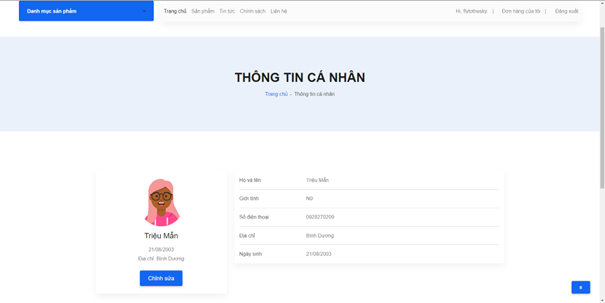 Danh mục sản phẩm
Trang chủ Sản phẩm Tin tức Chính sách Liên hệ
Hi, flytothesky | Đơn hàng của tôi | Đăng xuất
THÔNG TIN CÁ NHÂN
Trang chủ - Thông tin cá nhân
Triệu Mẫn
21/08/2003
Địa chỉ: Bình Dương
Chỉnh sửa
Họ và tên Triệu Mẫn
Giới tính Nữ
Số điện thoại 0928270209
Địa chỉ Bình Dương
Ngày sinh 21/08/2003